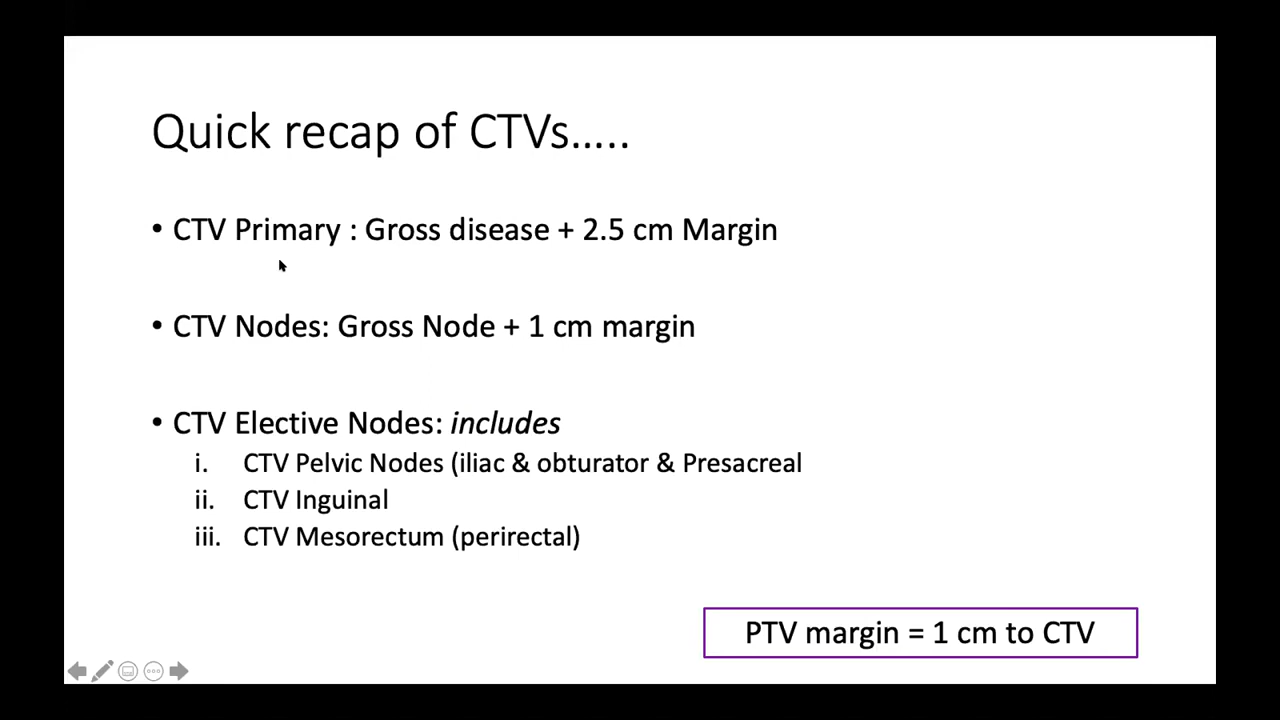 Quick recap of CTVs.....
• CTV Primary : Gross disease + 2.5 cm Margin
• CTV Nodes: Gross Node + 1 cm margin
• CTV Elective Nodes: includes
i. CTV Pelvic Nodes (iliac & obturator & Presacreal
ii. CTV Inguinal
iii. CTV Mesorectum (perirectal)
PTV margin = 1 cm to CTV